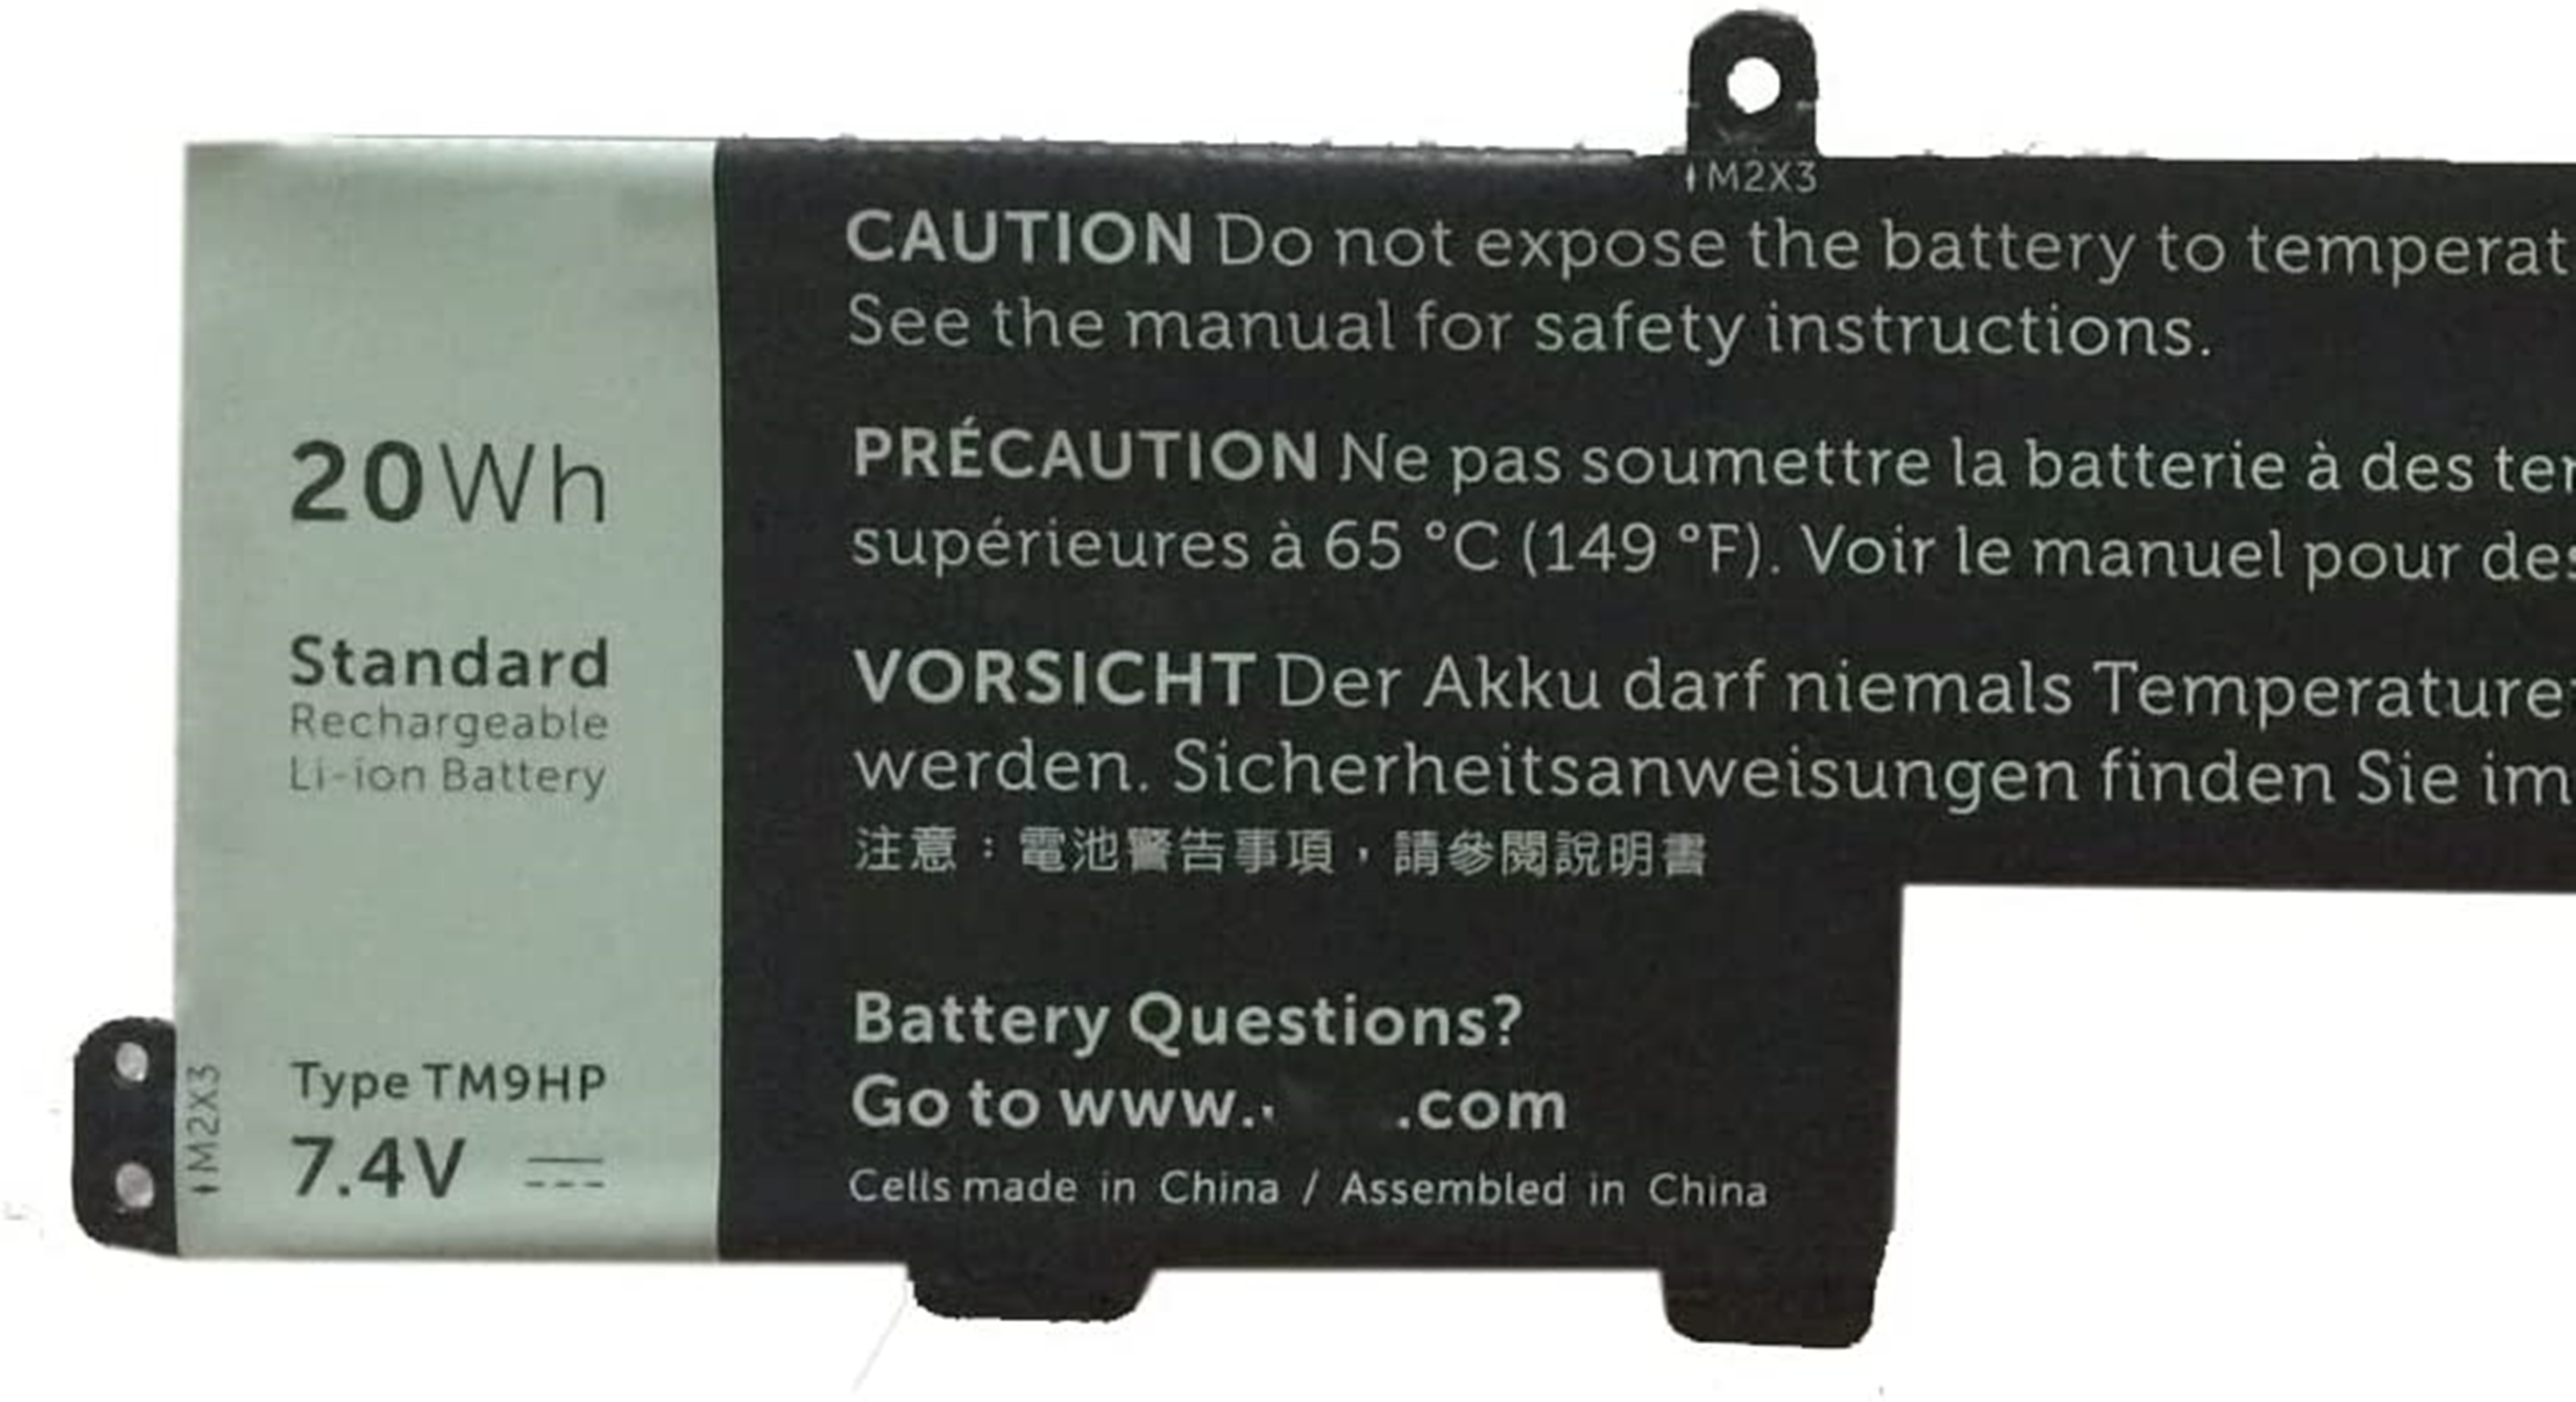 20Wh
Standard
Rechargeable
Li-ion Battery
Type TM9HP
7.4V
M2X3
M2X3
CAUTION Do not expose the battery to temperat
See the manual for safety instructions.
PRÉCAUTION Ne pas soumettre la batterie à des ter
supérieures à 65 °C (149 °F). Voir le manuel pour des
VORSICHT Der Akku darf niemals Temperature
werden. Sicherheitsanweisungen finden Sie im
注意：電池警告事項，請參閱說明書
Battery Questions?
Go to www. .com
Cells made in China / Assembled in China